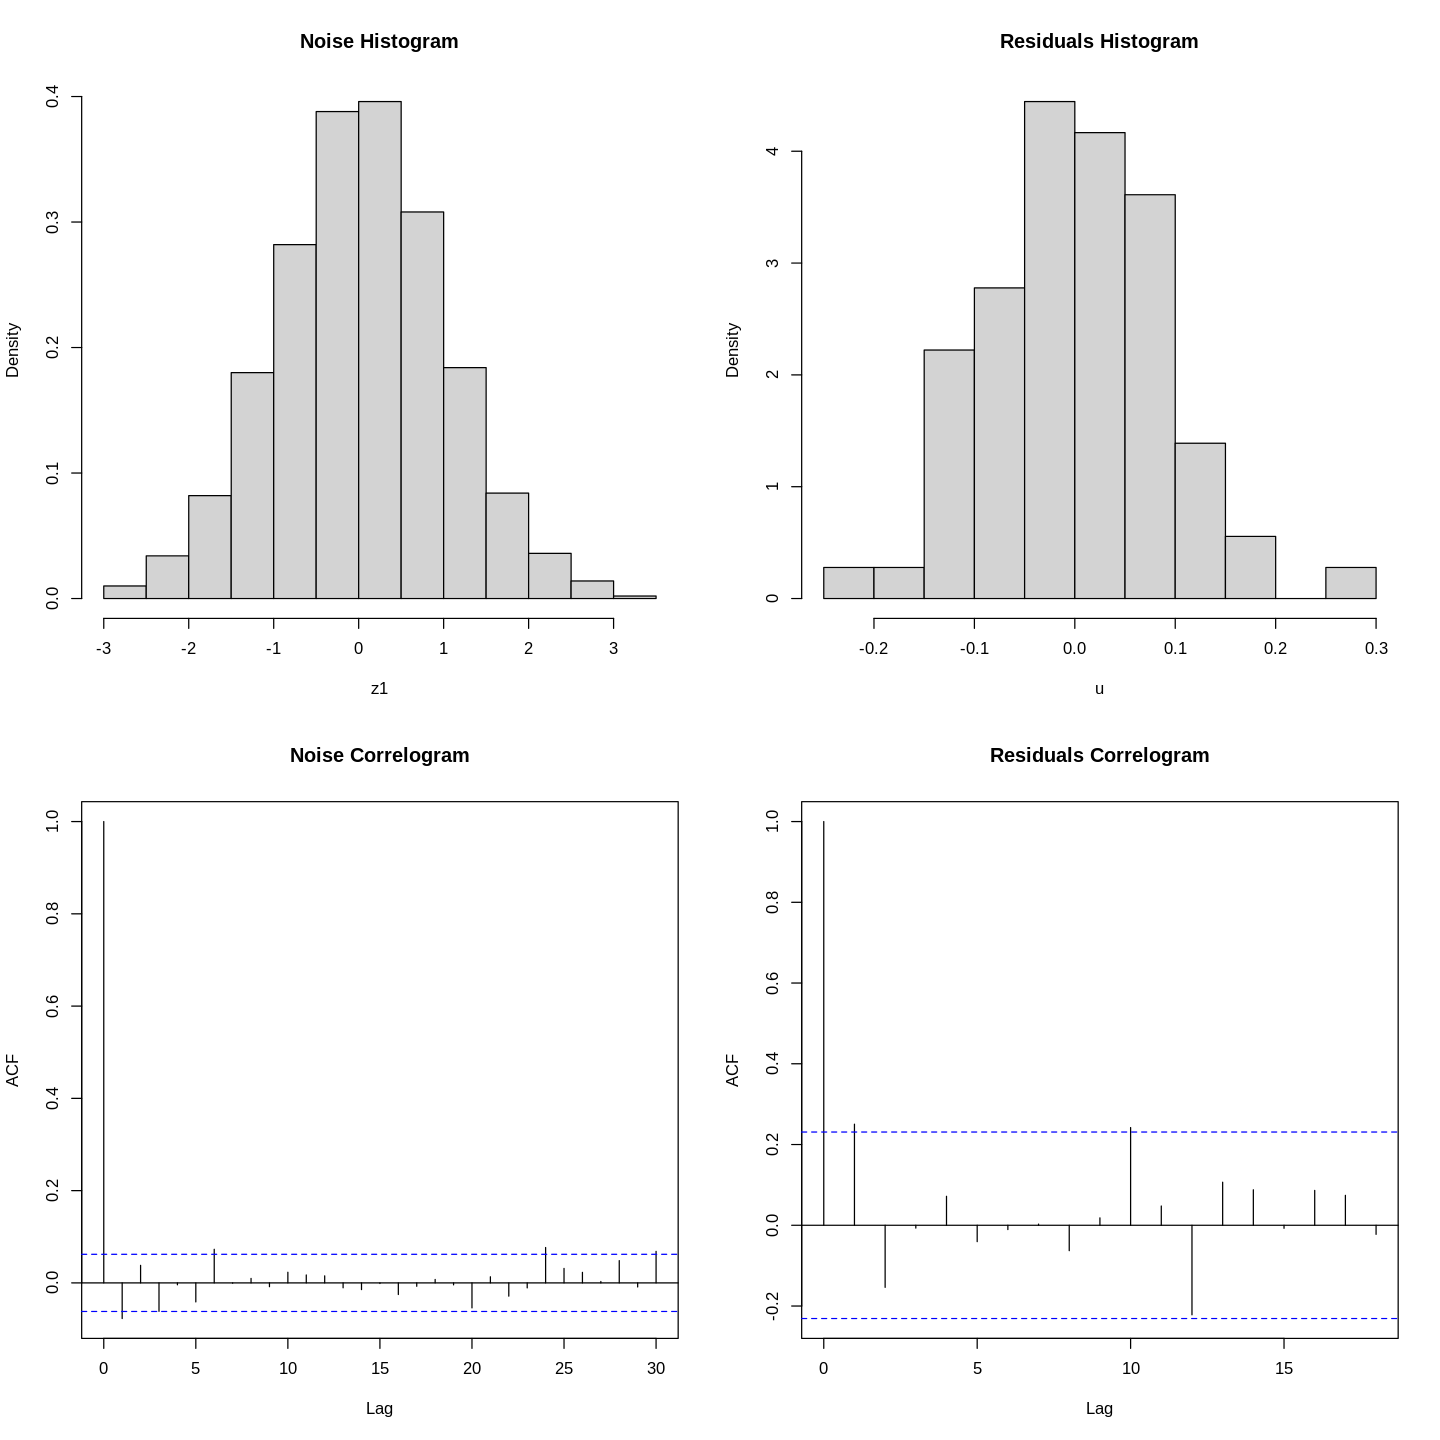 Noise Histogram
Density
0.0 0.1 0.2 0.3 0.4
-3 -2 -1 0 1 2 3
z1
Residuals Histogram
Density
0 1 2 3 4
-0.2 -0.1 0.0 0.1 0.2 0.3
u
Noise Correlogram
ACF
0.0 0.2 0.4 0.6 0.8 1.0
0 5 10 15 20 25 30
Lag
Residuals Correlogram
ACF
-0.2 0.0 0.2 0.4 0.6 0.8 1.0
0 5 10 15
Lag